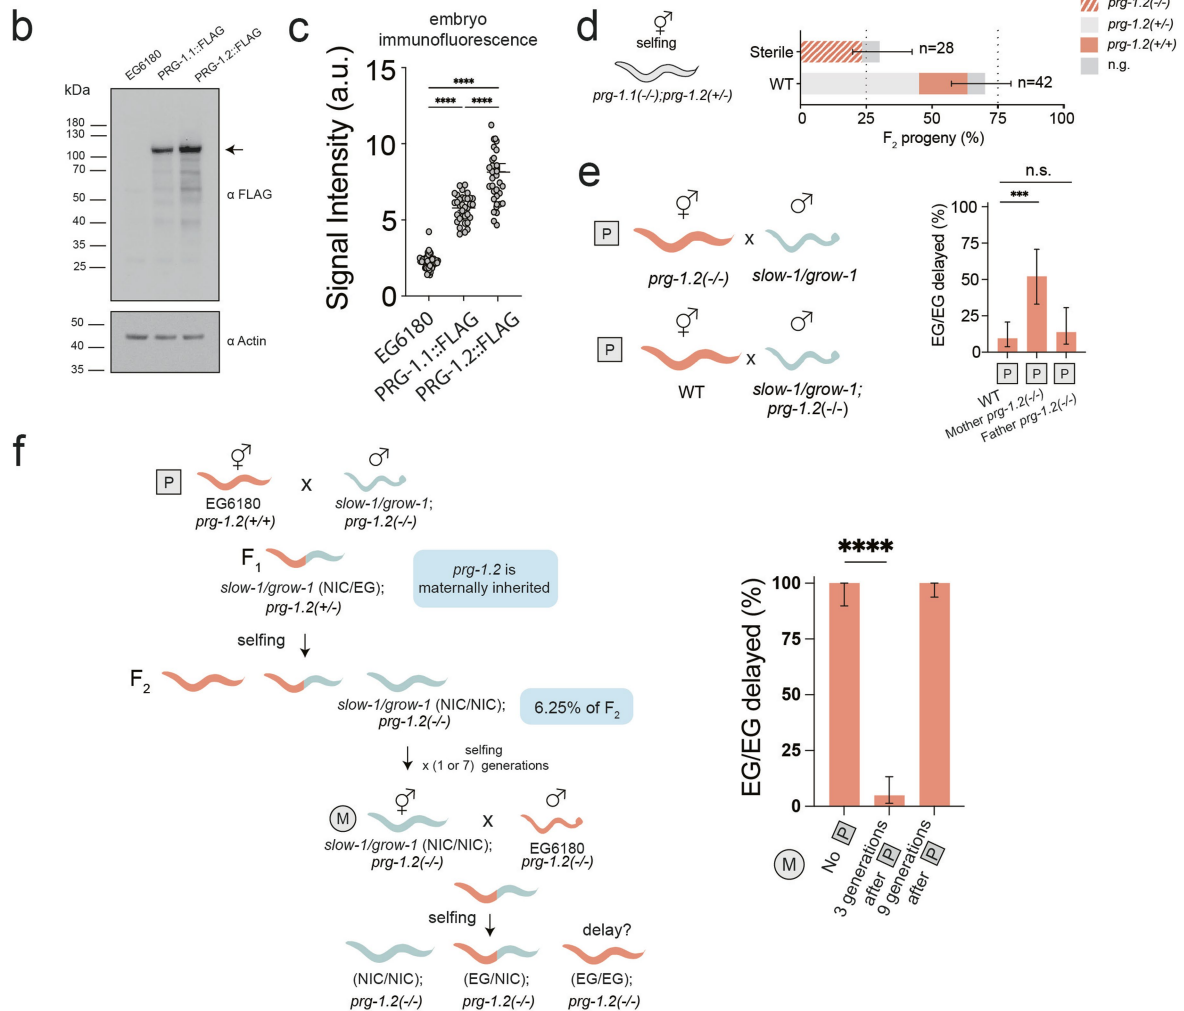 b
EG6180
PRG-1.1::FLAG
PRG-1.2::FLAG
kDa
180
130
100
70
50
40
35
25
α FLAG
50
40
35
α Actin
c
embryo
immunofluorescence
****
**** ****
Signal Intensity (a.u.)
15
10
5
0
EG6180
PRG-1.1::FLAG
PRG-1.2::FLAG
d
selfing
prg-1.1(-/-);prg-1.2(+/-)
Sterile
WT
n=28
n=42
0 25 50 75 100
F2 progeny (%)
prg-1.2(-/-)
prg-1.2(+/-)
prg-1.2(+/+)
n.g.
e
P
x
prg-1.2(-/-)
slow-1/grow-1
P
x
WT
slow-1/grow-1;
prg-1.2(-/-)
n.s.
***
EG/EG delayed (%)
100
75
50
25
0
P P P
WT
Mother prg-1.2(-/-)
Father prg-1.2(-/-)
f
P
x
EG6180
prg-1.2(+/+)
slow-1/grow-1;
prg-1.2(-/-)
F1
slow-1/grow-1 (NIC/EG);
prg-1.2(+/-)
prg-1.2 is
maternally inherited
selfing
F2
slow-1/grow-1 (NIC/NIC);
prg-1.2(-/-)
6.25% of F2
selfing
x (1 or 7) generations
M
x
slow-1/grow-1 (NIC/NIC);
prg-1.2(-/-)
EG6180
prg-1.2(-/-)
selfing
delay?
(NIC/NIC);
prg-1.2(-/-)
(EG/NIC);
prg-1.2(-/-)
(EG/EG);
prg-1.2(-/-)
****
EG/EG delayed (%)
100
75
50
25
0
M
No P
3 generations
after P
9 generations
after P